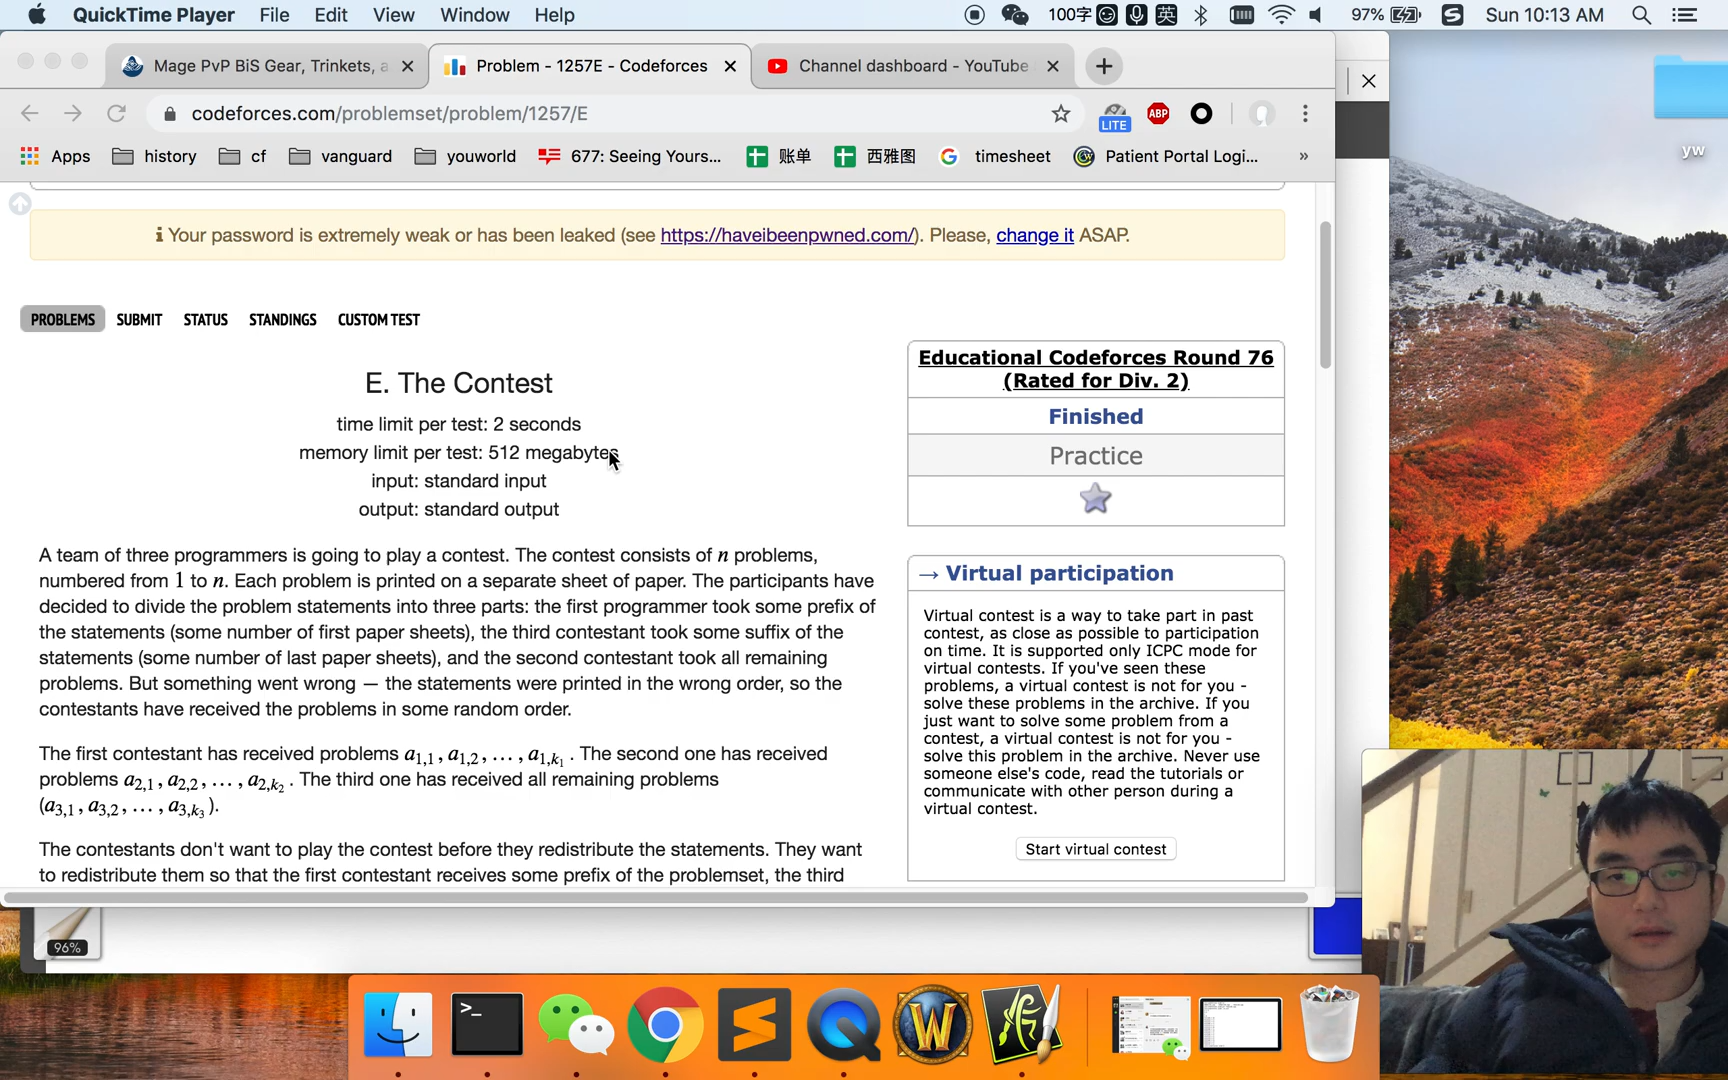 QuickTime Player File Edit View Window Help 100字 英 97% Sun 10:13 AM
Mage PvP BiS Gear, Trinkets, a Problem - 1257E - Codeforces Channel dashboard - YouTube
codeforces.com/problemset/problem/1257/E LITE ABP
Apps history cf vanguard youworld 677: Seeing Yours... 账单 西雅图 timesheet Patient Portal Logi... »
yw
Your password is extremely weak or has been leaked (see https://haveibeenpwned.com/). Please, change it ASAP.
PROBLEMS SUBMIT STATUS STANDINGS CUSTOM TEST
E. The Contest
time limit per test: 2 seconds
memory limit per test: 512 megabytes
input: standard input
output: standard output
A team of three programmers is going to play a contest. The contest consists of n problems,
numbered from 1 to n. Each problem is printed on a separate sheet of paper. The participants have
decided to divide the problem statements into three parts: the first programmer took some prefix of
the statements (some number of first paper sheets), the third contestant took some suffix of the
statements (some number of last paper sheets), and the second contestant took all remaining
problems. But something went wrong — the statements were printed in the wrong order, so the
contestants have received the problems in some random order.
The first contestant has received problems a1,1, a1,2, …, a1,k1. The second one has received
problems a2,1, a2,2, …, a2,k2. The third one has received all remaining problems
(a3,1, a3,2, …, a3,k3).
The contestants don't want to play the contest before they redistribute the statements. They want
to redistribute them so that the first contestant receives some prefix of the problemset, the third
Educational Codeforces Round 76
(Rated for Div. 2)
Finished
Practice
→ Virtual participation
Virtual contest is a way to take part in past
contest, as close as possible to participation
on time. It is supported only ICPC mode for
virtual contests. If you've seen these
problems, a virtual contest is not for you -
solve these problems in the archive. If you
just want to solve some problem from a
contest, a virtual contest is not for you -
solve this problem in the archive. Never use
someone else's code, read the tutorials or
communicate with other person during a
virtual contest.
Start virtual contest
96%